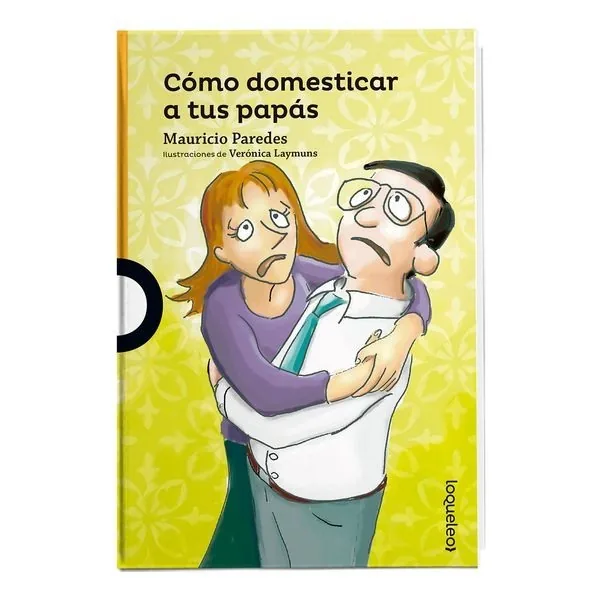 Cómo domesticar
a tus papás
Mauricio Paredes
Ilustraciones de Verónica Laymuns
loqueleo